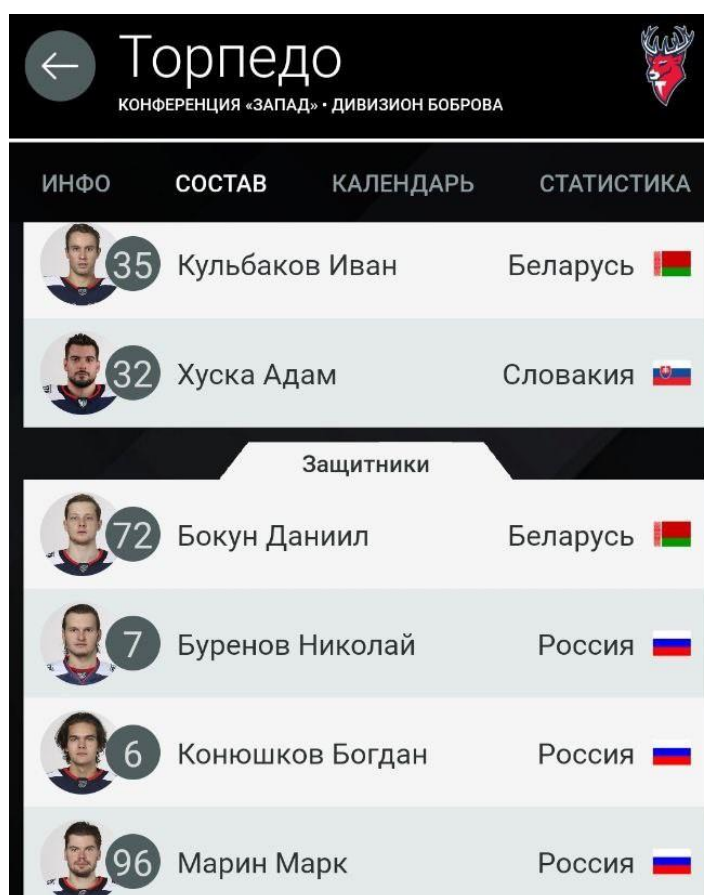 Торпедо
КОНФЕРЕНЦИЯ «ЗАПАД» • ДИВИЗИОН БОБРОВА
ИНФО СОСТАВ КАЛЕНДАРЬ СТАТИСТИКА
35 Кульбаков Иван Беларусь
32 Хуска Адам Словакия
Защитники
72 Бокун Даниил Беларусь
7 Буренов Николай Россия
6 Конюшков Богдан Россия
96 Марин Марк Россия